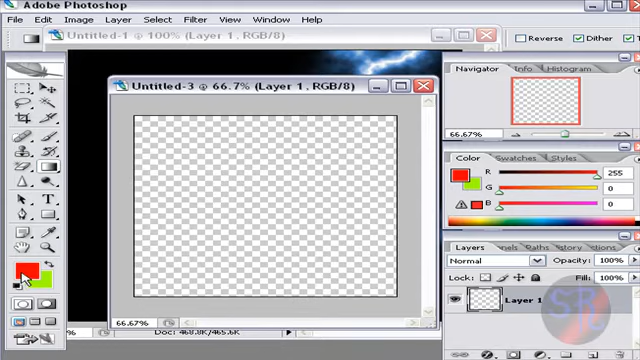 Adobe Photoshop
File Edit Image Layer Select Filter View Window Help
Untitled-1 @ 100% (Layer 1, RGB/8)
Reverse Dither
Untitled-3 @ 66.7% (Layer 1, RGB/8)
66.67%
Navigator Info Histogram
66.67%
Color Swatches Styles
R 255
G 0
B 0
Layers Paths History
Normal Opacity: 100%
Lock: Fill: 100%
Layer 1
SR
T